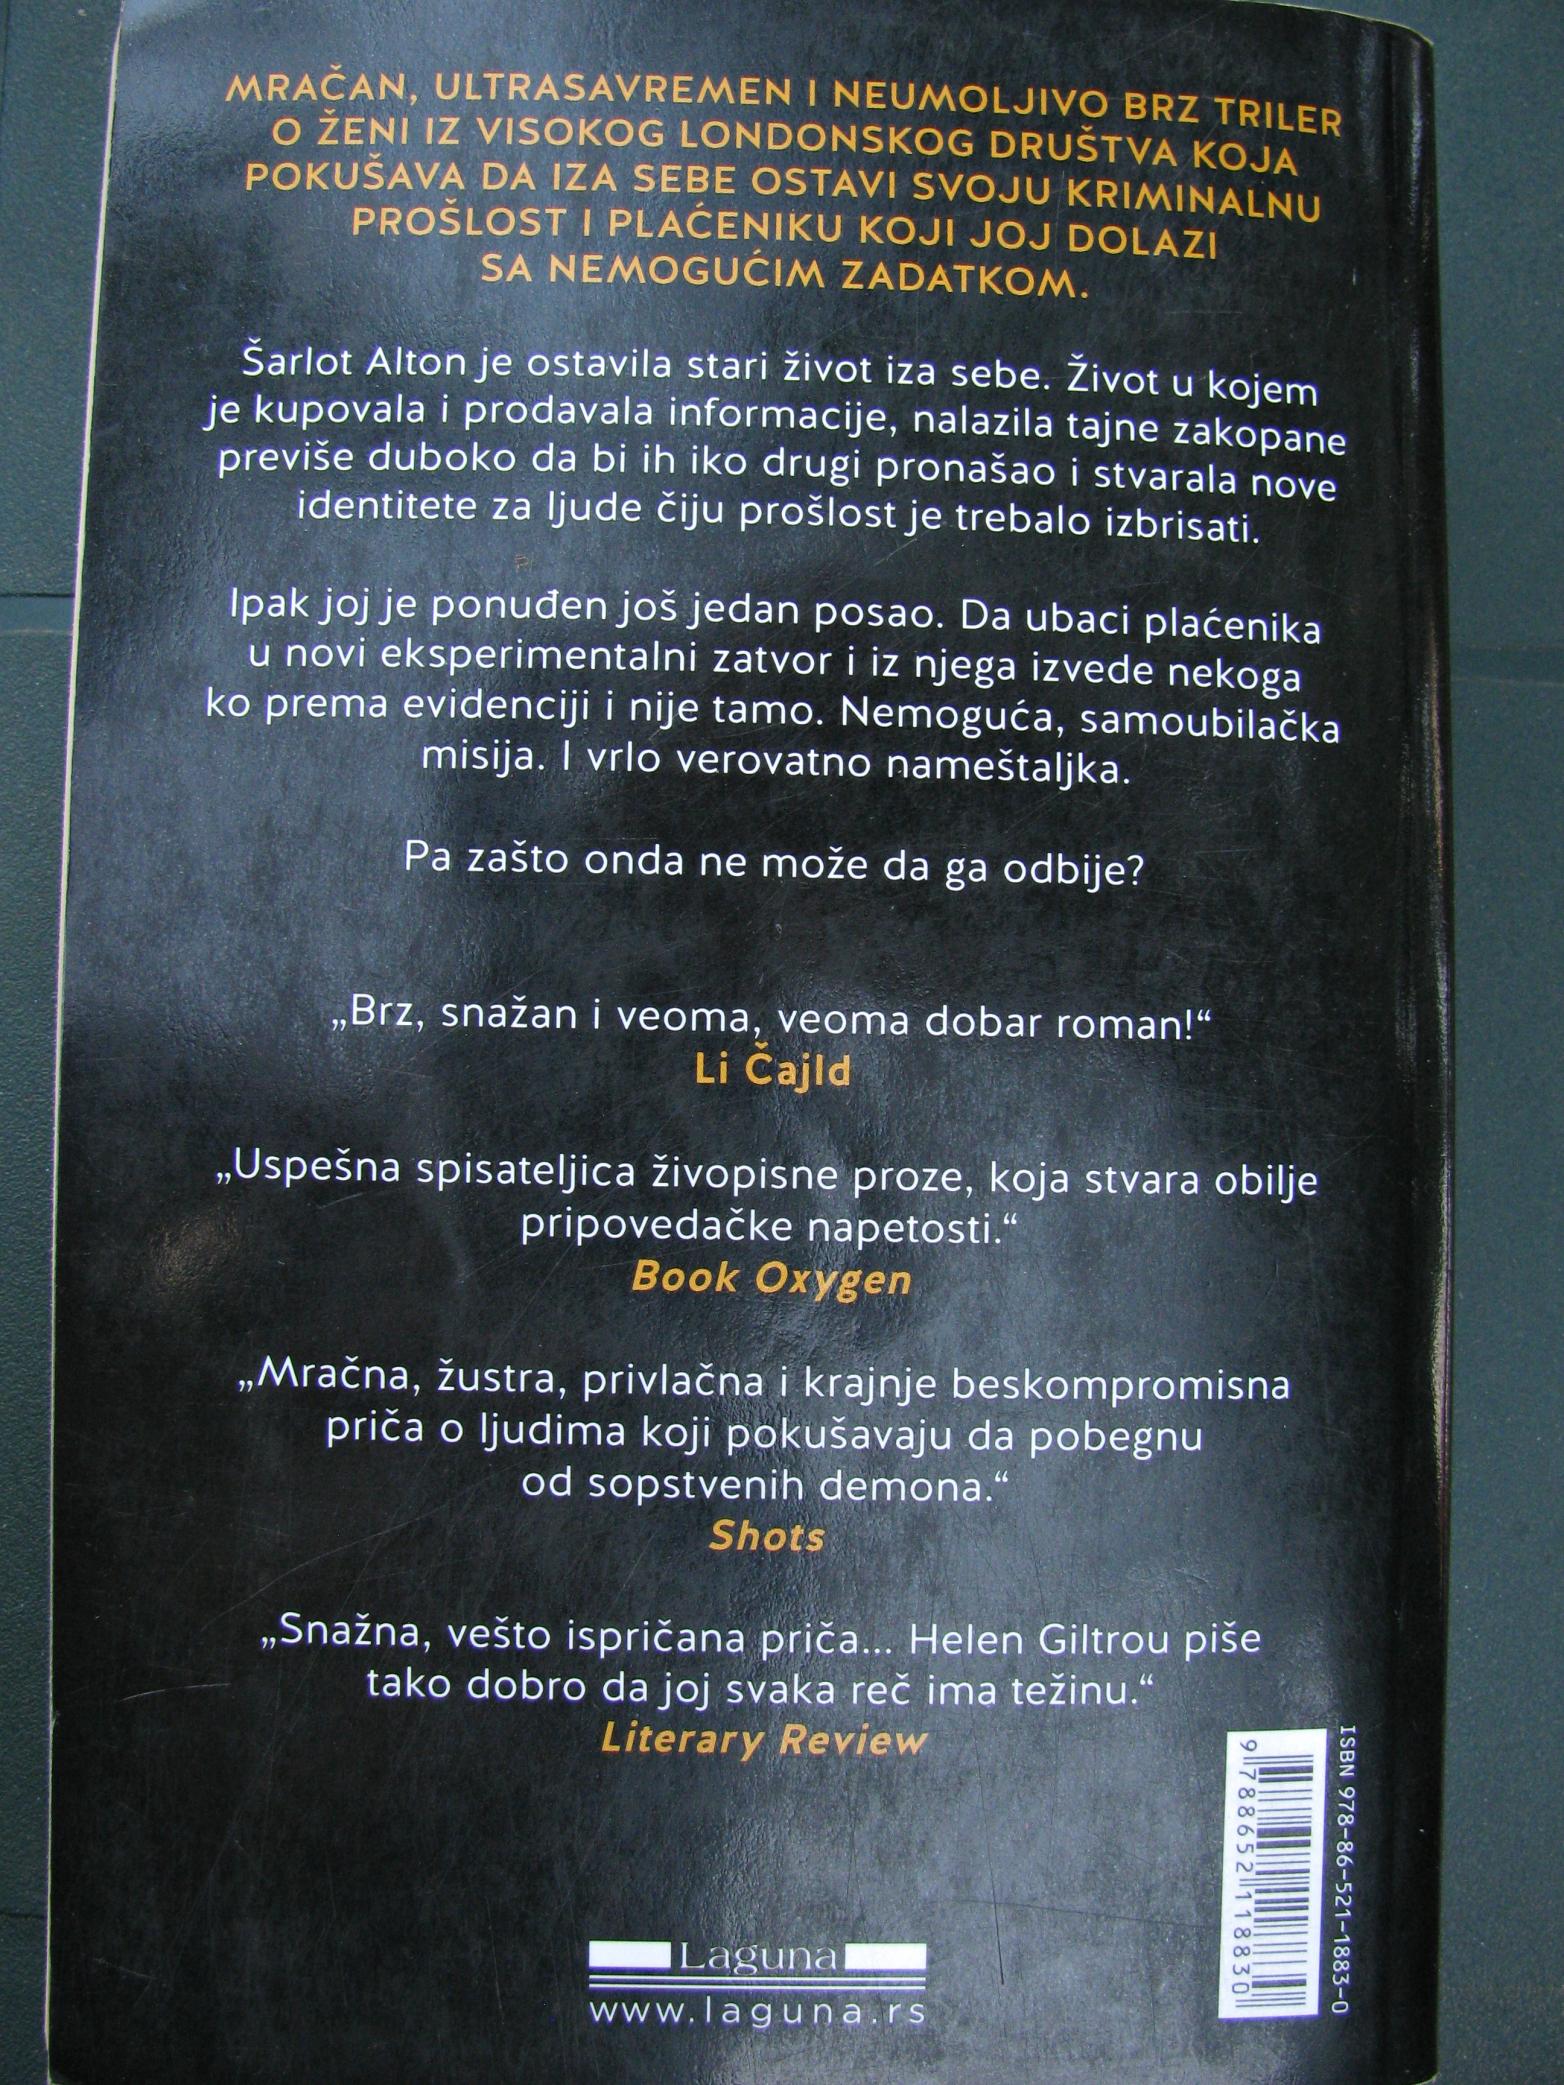 MRAČAN, ULTRASAVREMEN I NEUMOLJIVO BRZ TRILER
O ŽENI IZ VISOKOG LONDONSKOG DRUŠTVA KOJA
POKUŠAVA DA IZA SEBE OSTAVI SVOJU KRIMINALNU
PROŠLOST I PLAĆENIKU KOJI JOJ DOLAZI
SA NEMOGUĆIM ZADATKOM.
Šarlot Alton je ostavila stari život iza sebe. Život u kojem
je kupovala i prodavala informacije, nalazila tajne zakopane
previše duboko da bi ih iko drugi pronašao i stvarala nove
identitete za ljude čiju prošlost je trebalo izbrisati.
Ipak joj je ponuđen još jedan posao. Da ubaci plaćenika
u novi eksperimentalni zatvor i iz njega izvede nekoga
ko prema evidenciji i nije tamo. Nemoguća, samoubilačka
misija. I vrlo verovatno nameštaljka.
Pa zašto onda ne može da ga odbije?
„Brz, snažan i veoma, veoma dobar roman!“
Li Čajld
„Uspešna spisateljica živopisne proze, koja stvara obilje
pripovedačke napetosti.“
Book Oxygen
„Mračna, žustra, privlačna i krajnje beskompromisna
priča o ljudima koji pokušavaju da pobegnu
od sopstvenih demona.“
Shots
„Snažna, vešto ispričana priča... Helen Giltrou piše
tako dobro da joj svaka reč ima težinu.“
Literary Review
ISBN 978-86-521-1883-0
9 788652 118830
Laguna
www.laguna.rs